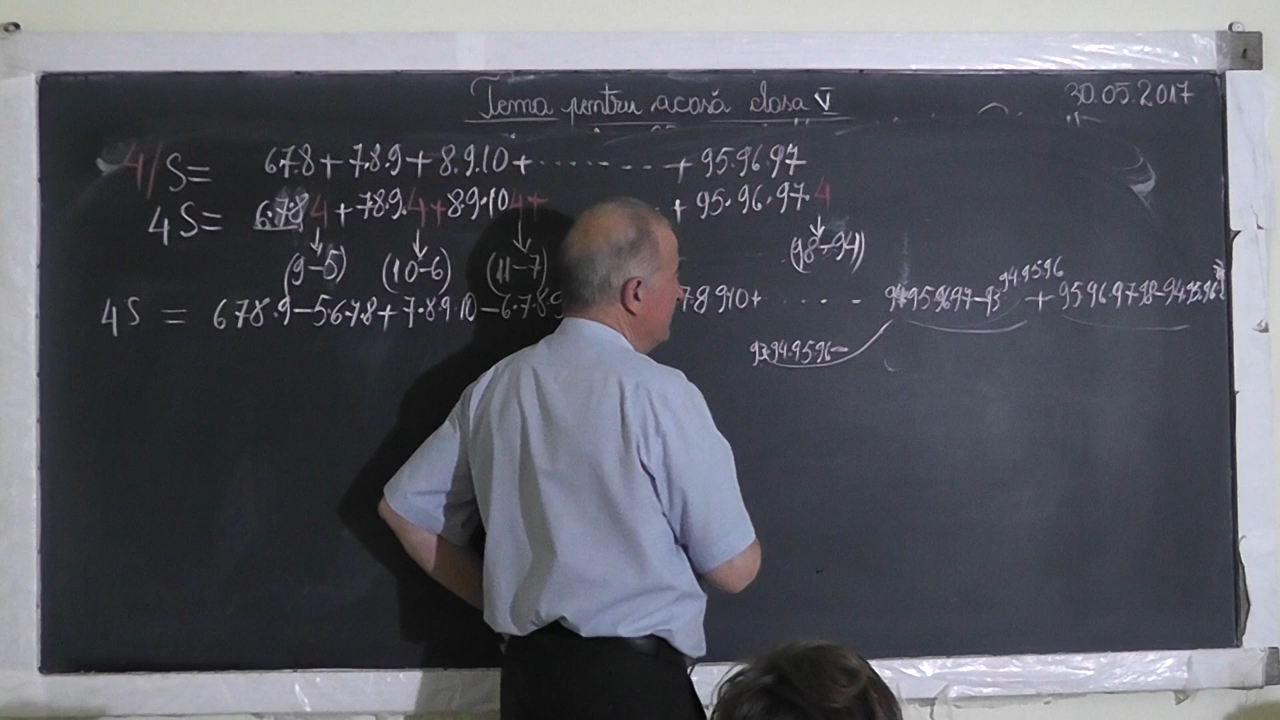 Tema pentru acasă clasa V
30.05.2017
4/ S= 6.7.8+7.8.9+8.9.10+.........+95.96.97
4S= 6.7.8.4+7.8.9.4+8.9.10.4+ .+95.96.97.4
(9-5) (10-6) (11-7) (98-94)
94.95.96
4S = 6.7.8.9-5.6.7.8+7.8.9.10-6.7.8.9 7.8.9.10+.... 94.95.96.97-93 +95.96.97.98-94.95.96
93.94.95.96-